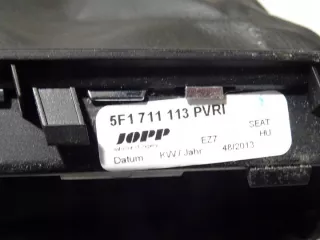 5F1 711 113 PVRI
JOPP
EZ7
SEAT
HU
Datum KW / Jahr 48/2013